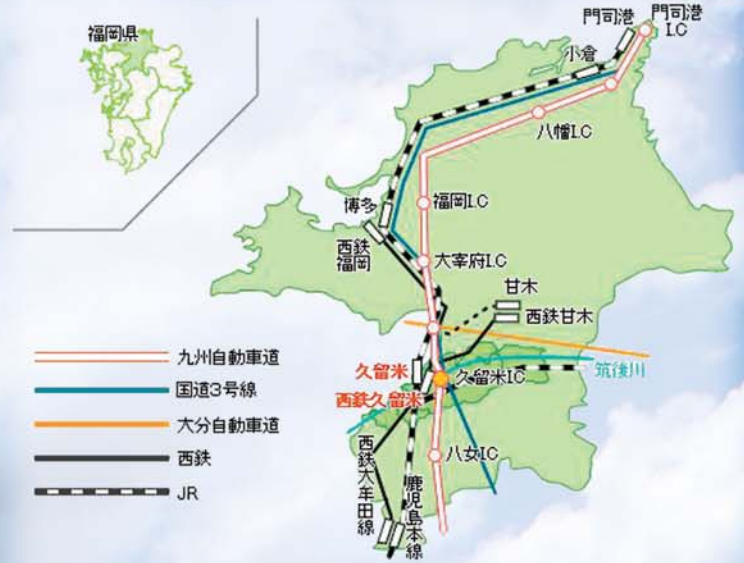 福岡県
門司港
門司港
I.C
小倉
八幡I.C
福岡I.C
博多
西鉄
福岡
大宰府I.C
甘木
西鉄甘木
久留米
久留米IC
筑後川
西鉄久留米
八女I.C
西鉄大牟田線
鹿児島本線
九州自動車道
国道3号線
大分自動車道
西鉄
JR